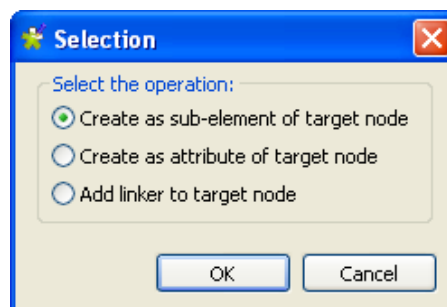 Selection
Select the operation:
Create as sub-element of target node
Create as attribute of target node
Add linker to target node
OK
Cancel